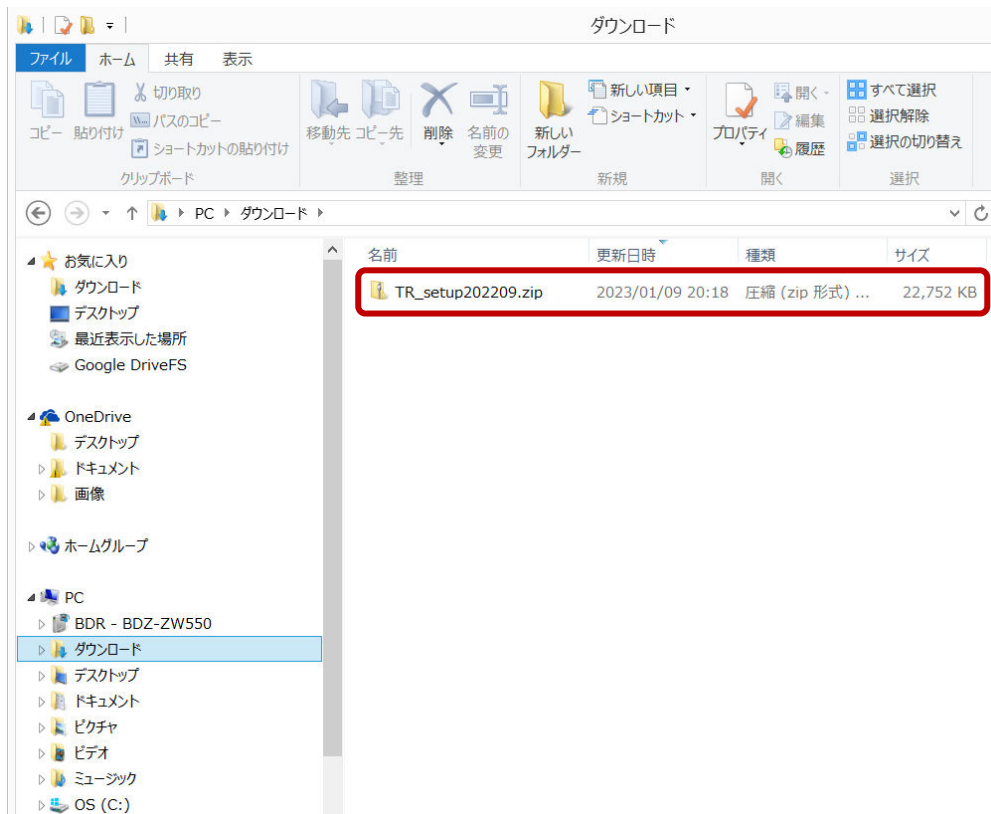 ダウンロード
ファイル ホーム 共有 表示
コピー
貼り付け
切り取り
パスのコピー
ショートカットの貼り付け
クリップボード
移動先
コピー先
削除
名前の
変更
整理
新しい
フォルダー
新しい項目
ショートカット
新規
プロパティ
開く
編集
履歴
開く
すべて選択
選択解除
選択の切り替え
選択
PC ダウンロード
お気に入り
ダウンロード
デスクトップ
最近表示した場所
Google DriveFS
OneDrive
デスクトップ
ドキュメント
画像
ホームグループ
PC
BDR - BDZ-ZW550
ダウンロード
デスクトップ
ドキュメント
ピクチャ
ビデオ
ミュージック
OS (C:)
名前 更新日時 種類 サイズ
TR_setup202209.zip 2023/01/09 20:18 圧縮 (zip 形式) ... 22,752 KB